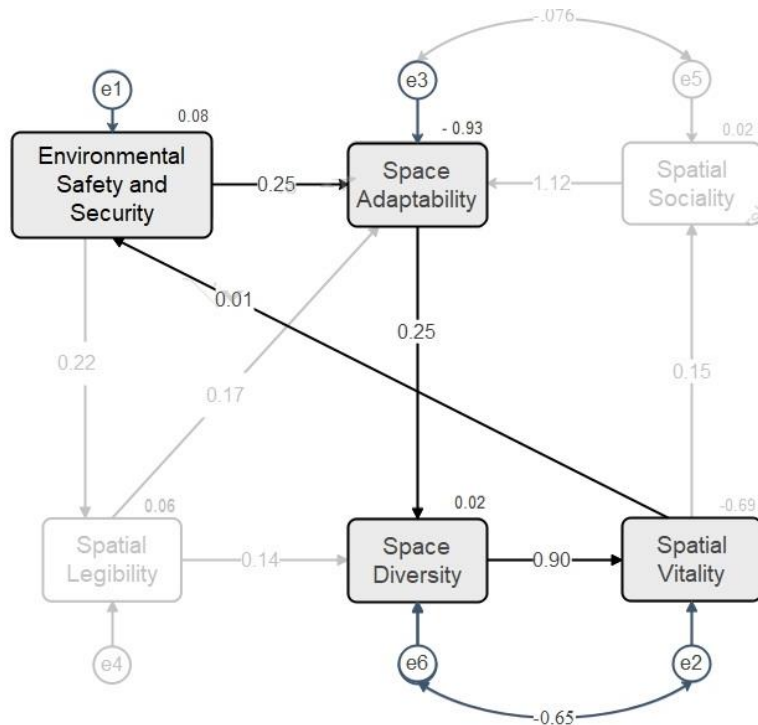 -.076
e1
e3
e5
0.08
- 0.93
0.02
Environmental
Safety and
Security
0.25
Space
Adaptability
1.12
Spatial
Sociality
0.01
0.22
0.17
0.25
0.15
0.06
0.02
-0.69
Spatial
Legibility
0.14
Space
Diversity
0.90
Spatial
Vitality
e4
e6
e2
-0.65